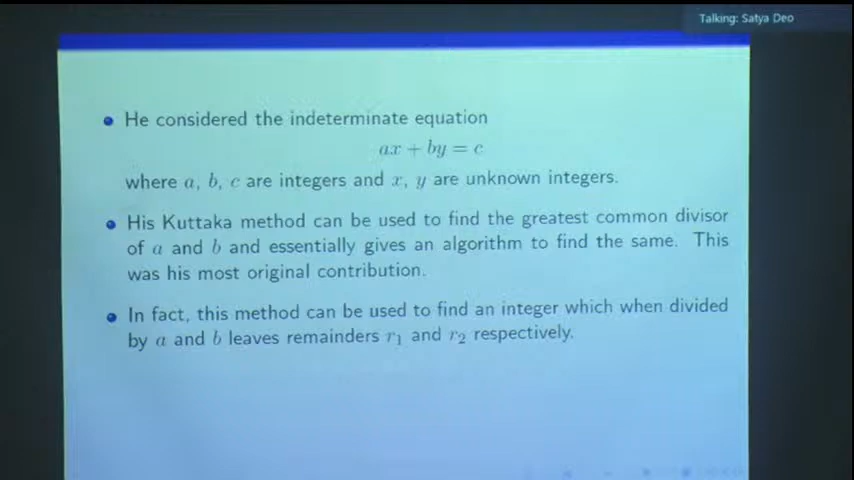 Talking: Satya Deo
He considered the indeterminate equation
ax + by = c
where a, b, c are integers and x, y are unknown integers.
His Kuttaka method can be used to find the greatest common divisor
of a and b and essentially gives an algorithm to find the same. This
was his most original contribution.
In fact, this method can be used to find an integer which when divided
by a and b leaves remainders r₁ and r₂ respectively.